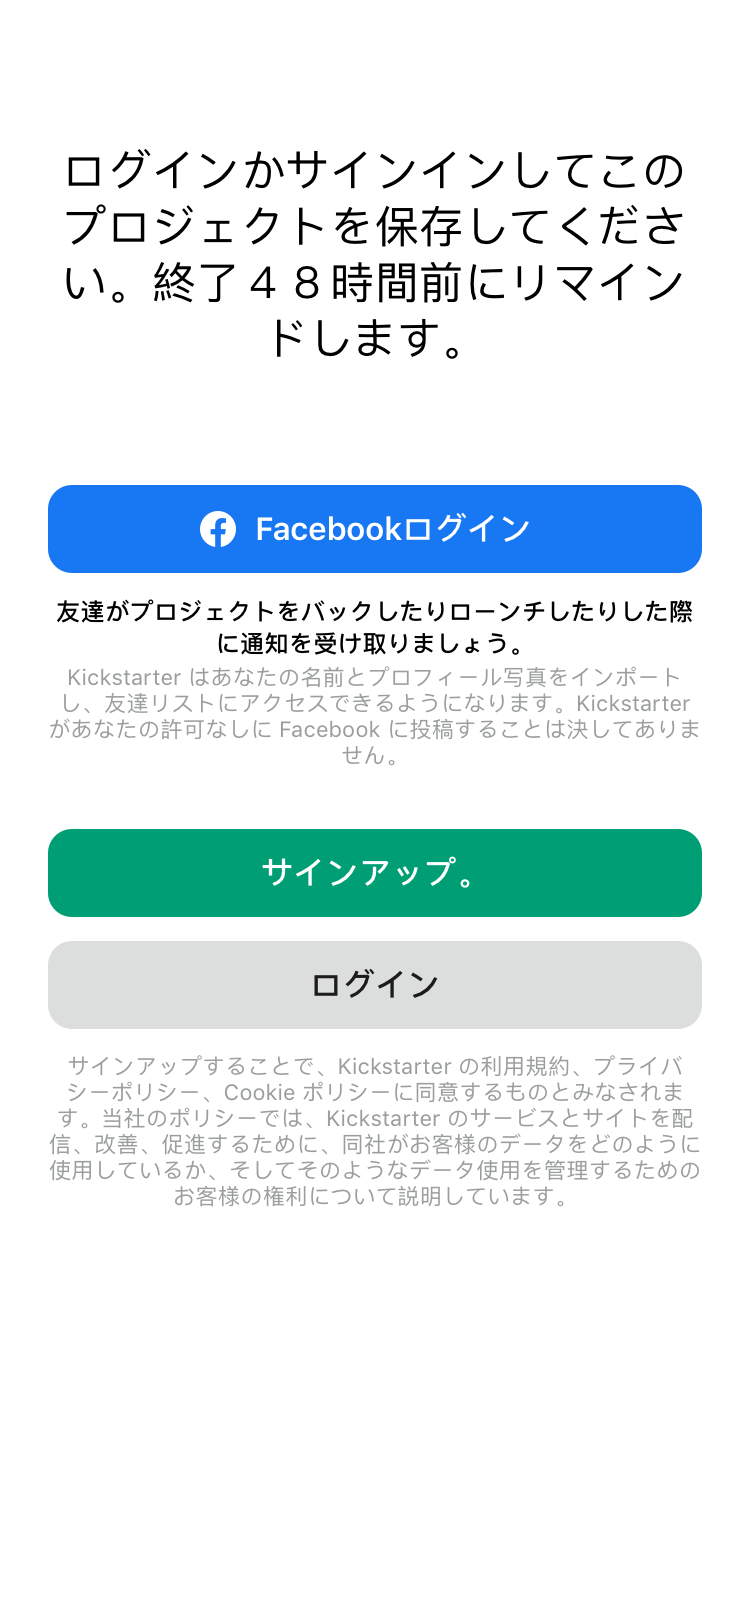 ログインかサインインしてこの
プロジェクトを保存してくださ
い。終了４８時間前にリマイン
ドします。
Facebookログイン
友達がプロジェクトをバックしたりローンチしたりした際
に通知を受け取りましょう。
Kickstarter はあなたの名前とプロフィール写真をインポート
し、友達リストにアクセスできるようになります。Kickstarter
があなたの許可なしに Facebook に投稿することは決してありま
せん。
サインアップ。
ログイン
サインアップすることで、Kickstarter の利用規約、プライバ
シーポリシー、Cookie ポリシーに同意するものとみなされま
す。当社のポリシーでは、Kickstarter のサービスとサイトを配
信、改善、促進するために、同社がお客様のデータをどのように
使用しているか、そしてそのようなデータ使用を管理するための
お客様の権利について説明しています。